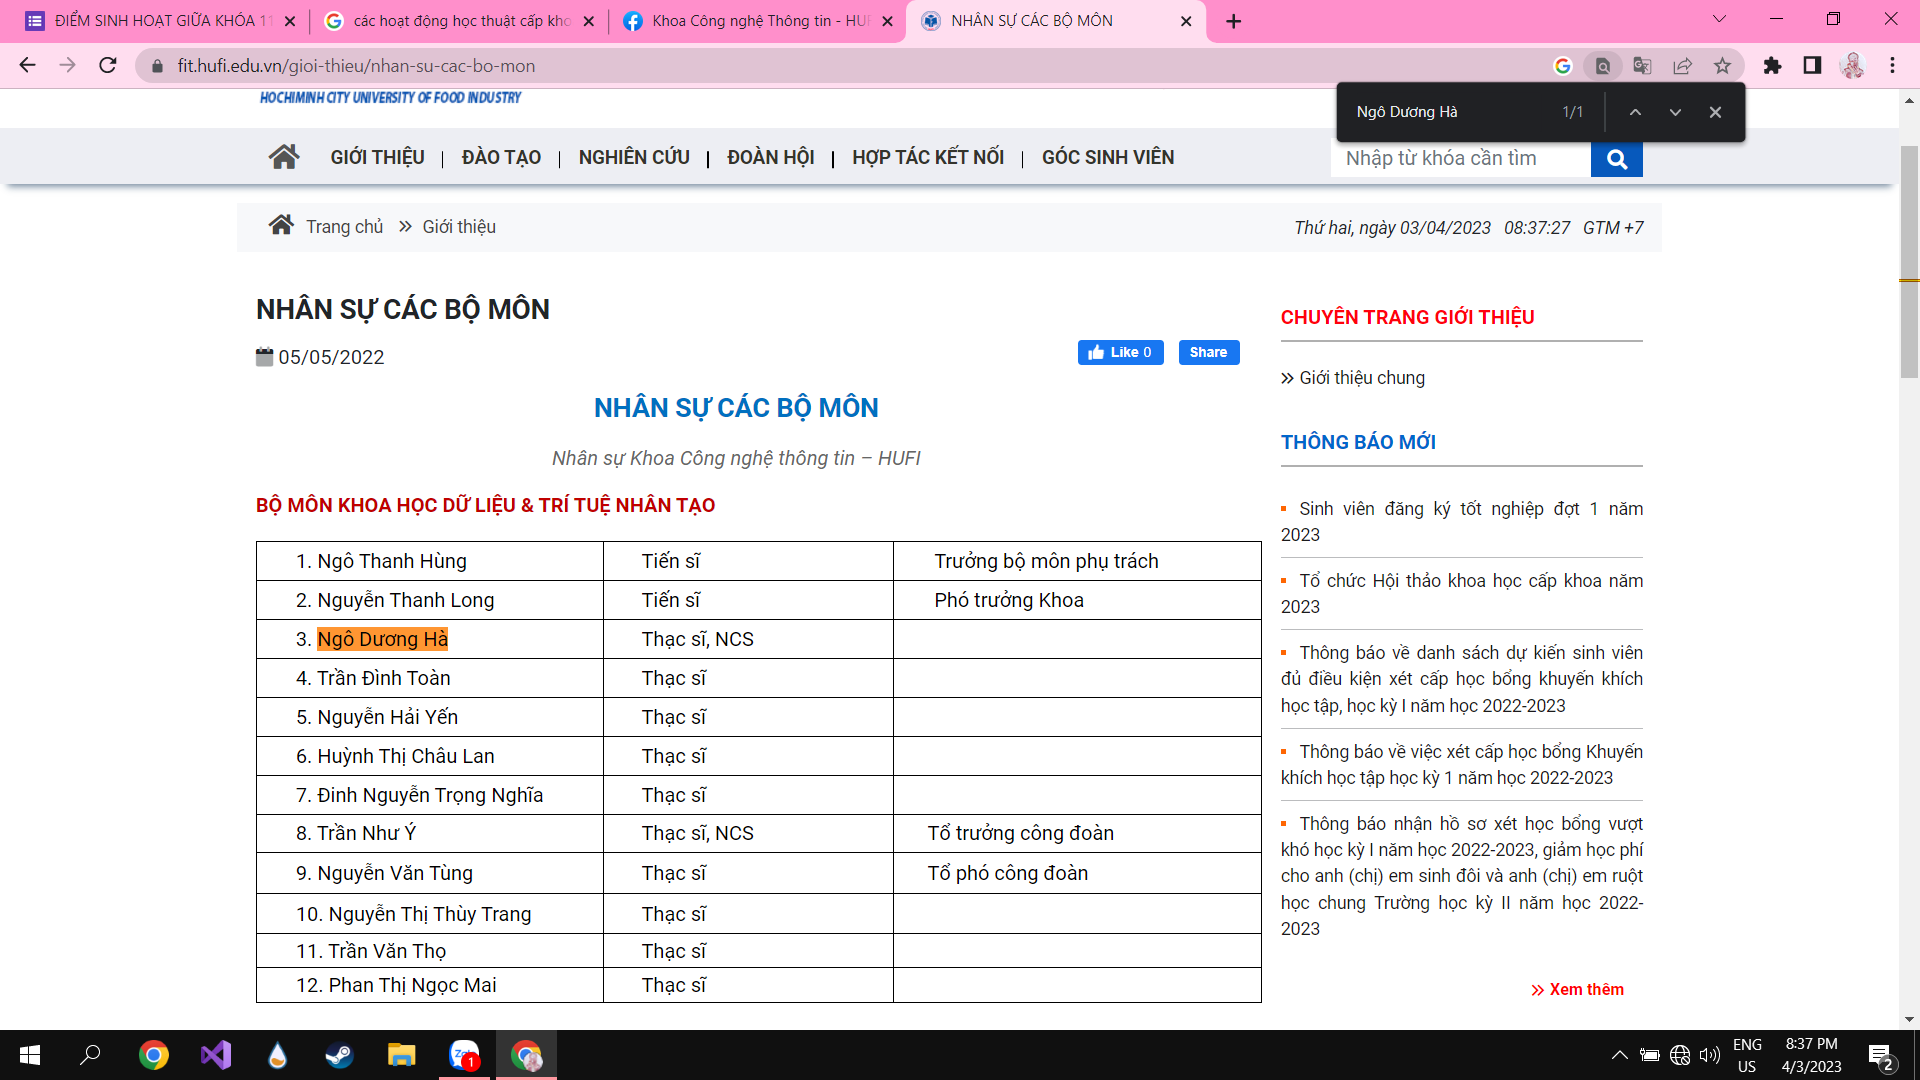 ĐIỂM SINH HOẠT GIỮA KHÓA 11
các hoạt động học thuật cấp kho
Khoa Công nghệ Thông tin - HUF
NHÂN SỰ CÁC BỘ MÔN
fit.hufi.edu.vn/gioi-thieu/nhan-su-cac-bo-mon
Ngô Dương Hà 1/1
HOCHIMINH CITY UNIVERSITY OF FOOD INDUSTRY
GIỚI THIỆU | ĐÀO TẠO | NGHIÊN CỨU | ĐOÀN HỘI | HỢP TÁC KẾT NỐI | GÓC SINH VIÊN
Nhập từ khóa cần tìm
Trang chủ » Giới thiệu
Thứ hai, ngày 03/04/2023 08:37:27 GTM +7
NHÂN SỰ CÁC BỘ MÔN
05/05/2022
Like 0 Share
NHÂN SỰ CÁC BỘ MÔN
Nhân sự Khoa Công nghệ thông tin – HUFI
BỘ MÔN KHOA HỌC DỮ LIỆU & TRÍ TUỆ NHÂN TẠO
1. Ngô Thanh Hùng Tiến sĩ Trưởng bộ môn phụ trách
2. Nguyễn Thanh Long Tiến sĩ Phó trưởng Khoa
3. Ngô Dương Hà Thạc sĩ, NCS
4. Trần Đình Toàn Thạc sĩ
5. Nguyễn Hải Yến Thạc sĩ
6. Huỳnh Thị Châu Lan Thạc sĩ
7. Đinh Nguyễn Trọng Nghĩa Thạc sĩ
8. Trần Như Ý Thạc sĩ, NCS Tổ trưởng công đoàn
9. Nguyễn Văn Tùng Thạc sĩ Tổ phó công đoàn
10. Nguyễn Thị Thùy Trang Thạc sĩ
11. Trần Văn Thọ Thạc sĩ
12. Phan Thị Ngọc Mai Thạc sĩ
CHUYÊN TRANG GIỚI THIỆU
» Giới thiệu chung
THÔNG BÁO MỚI
Sinh viên đăng ký tốt nghiệp đợt 1 năm
2023
Tổ chức Hội thảo khoa học cấp khoa năm
2023
Thông báo về danh sách dự kiến sinh viên
đủ điều kiện xét cấp học bổng khuyến khích
học tập, học kỳ I năm học 2022-2023
Thông báo về việc xét cấp học bổng Khuyến
khích học tập học kỳ 1 năm học 2022-2023
Thông báo nhận hồ sơ xét học bổng vượt
khó học kỳ I năm học 2022-2023, giảm học phí
cho anh (chị) em sinh đôi và anh (chị) em ruột
học chung Trường học kỳ II năm học 2022-
2023
» Xem thêm
Zalo
1
ENG
US
8:37 PM
4/3/2023
2